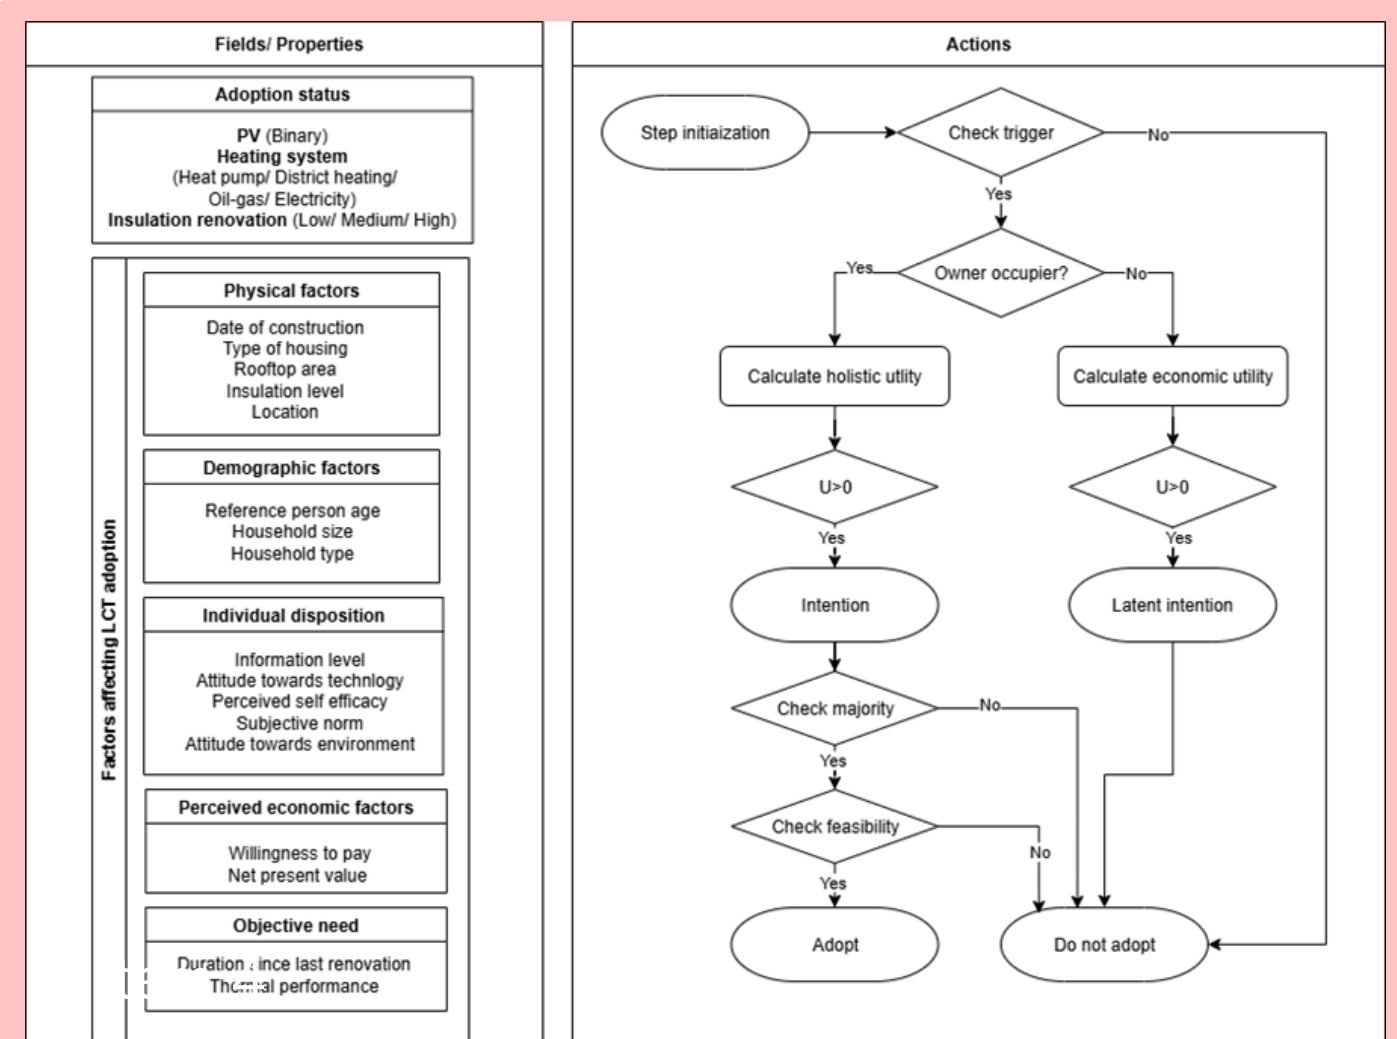 Fields/ Properties
Adoption status
PV (Binary)
Heating system
(Heat pump/ District heating/
Oil-gas/ Electricity)
Insulation renovation (Low/ Medium/ High)
Factors affecting LCT adoption
Physical factors
Date of construction
Type of housing
Rooftop area
Insulation level
Location
Demographic factors
Reference person age
Household size
Household type
Individual disposition
Information level
Attitude towards technlogy
Perceived self efficacy
Subjective norm
Attitude towards environment
Perceived economic factors
Willingness to pay
Net present value
Objective need
Duration since last renovation
Thermal performance
Actions
Step initiaization
Check trigger
No
Yes
Owner occupier?
Yes
No
Calculate holistic utlity
Calculate economic utility
U>0
U>0
Yes
Yes
Intention
Latent intention
Check majority
No
Yes
Check feasibility
No
Yes
Adopt
Do not adopt